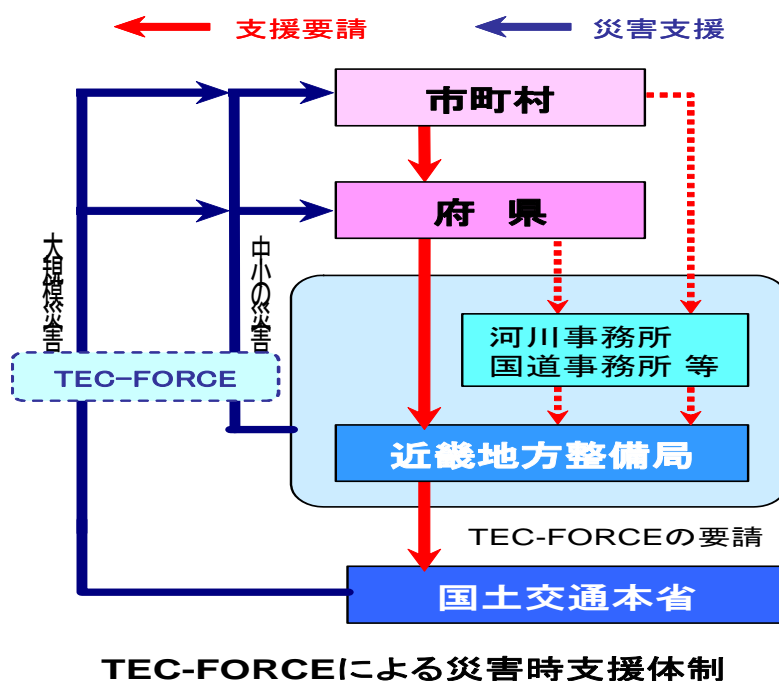 支援要請
災害支援
市町村
府 県
大規模災害
中小の災害
河川事務所
国道事務所 等
TEC-FORCE
近畿地方整備局
TEC-FORCEの要請
国土交通本省
TEC-FORCEによる災害時支援体制